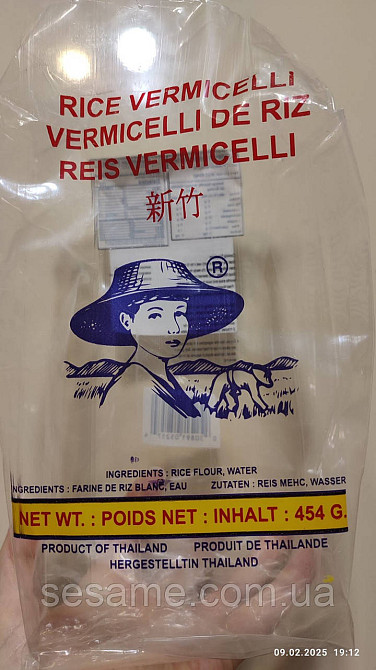 RICE VERMICELLI
VERMICELLI DE RIZ
REIS VERMICELLI
新竹
®
INGREDIENTS : RICE FLOUR, WATER
NGREDIENTS : FARINE DE RIZ BLANC, EAU ZUTATEN : REIS MEHC, WASSER
NET WT. : POIDS NET : INHALT : 454 G.
PRODUCT OF THAILAND PRODUIT DE THAILANDE
HERGESTELLTIN THAILAND
sesame.com.ua
09.02.2025 19:12